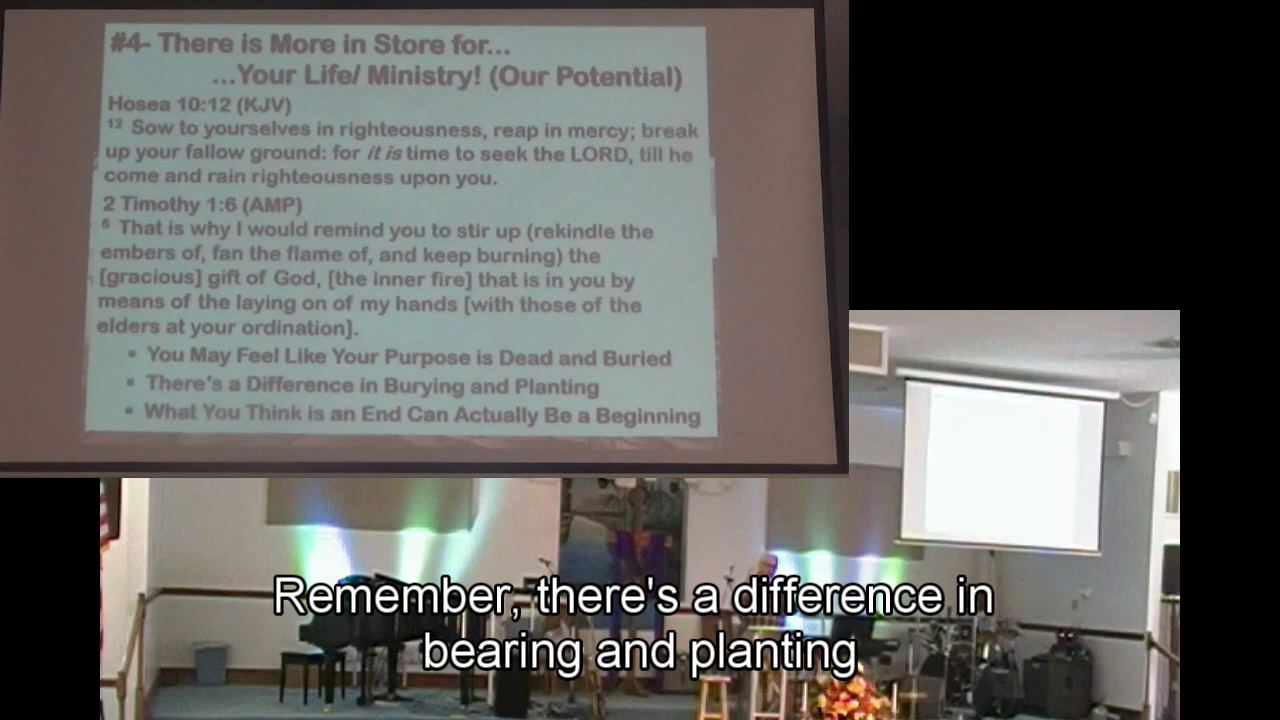 #4- There is More in Store for...
...Your Life/ Ministry! (Our Potential)
Hosea 10:12 (KJV)
12 Sow to yourselves in righteousness, reap in mercy; break
up your fallow ground: for it is time to seek the LORD, till he
come and rain righteousness upon you.
2 Timothy 1:6 (AMP)
6 That is why I would remind you to stir up (rekindle the
embers of, fan the flame of, and keep burning) the
[gracious] gift of God, [the inner fire] that is in you by
means of the laying on of my hands [with those of the
elders at your ordination].
▪ You May Feel Like Your Purpose is Dead and Buried
▪ There's a Difference in Burying and Planting
▪ What You Think is an End Can Actually Be a Beginning
Remember, there's a difference in
bearing and planting